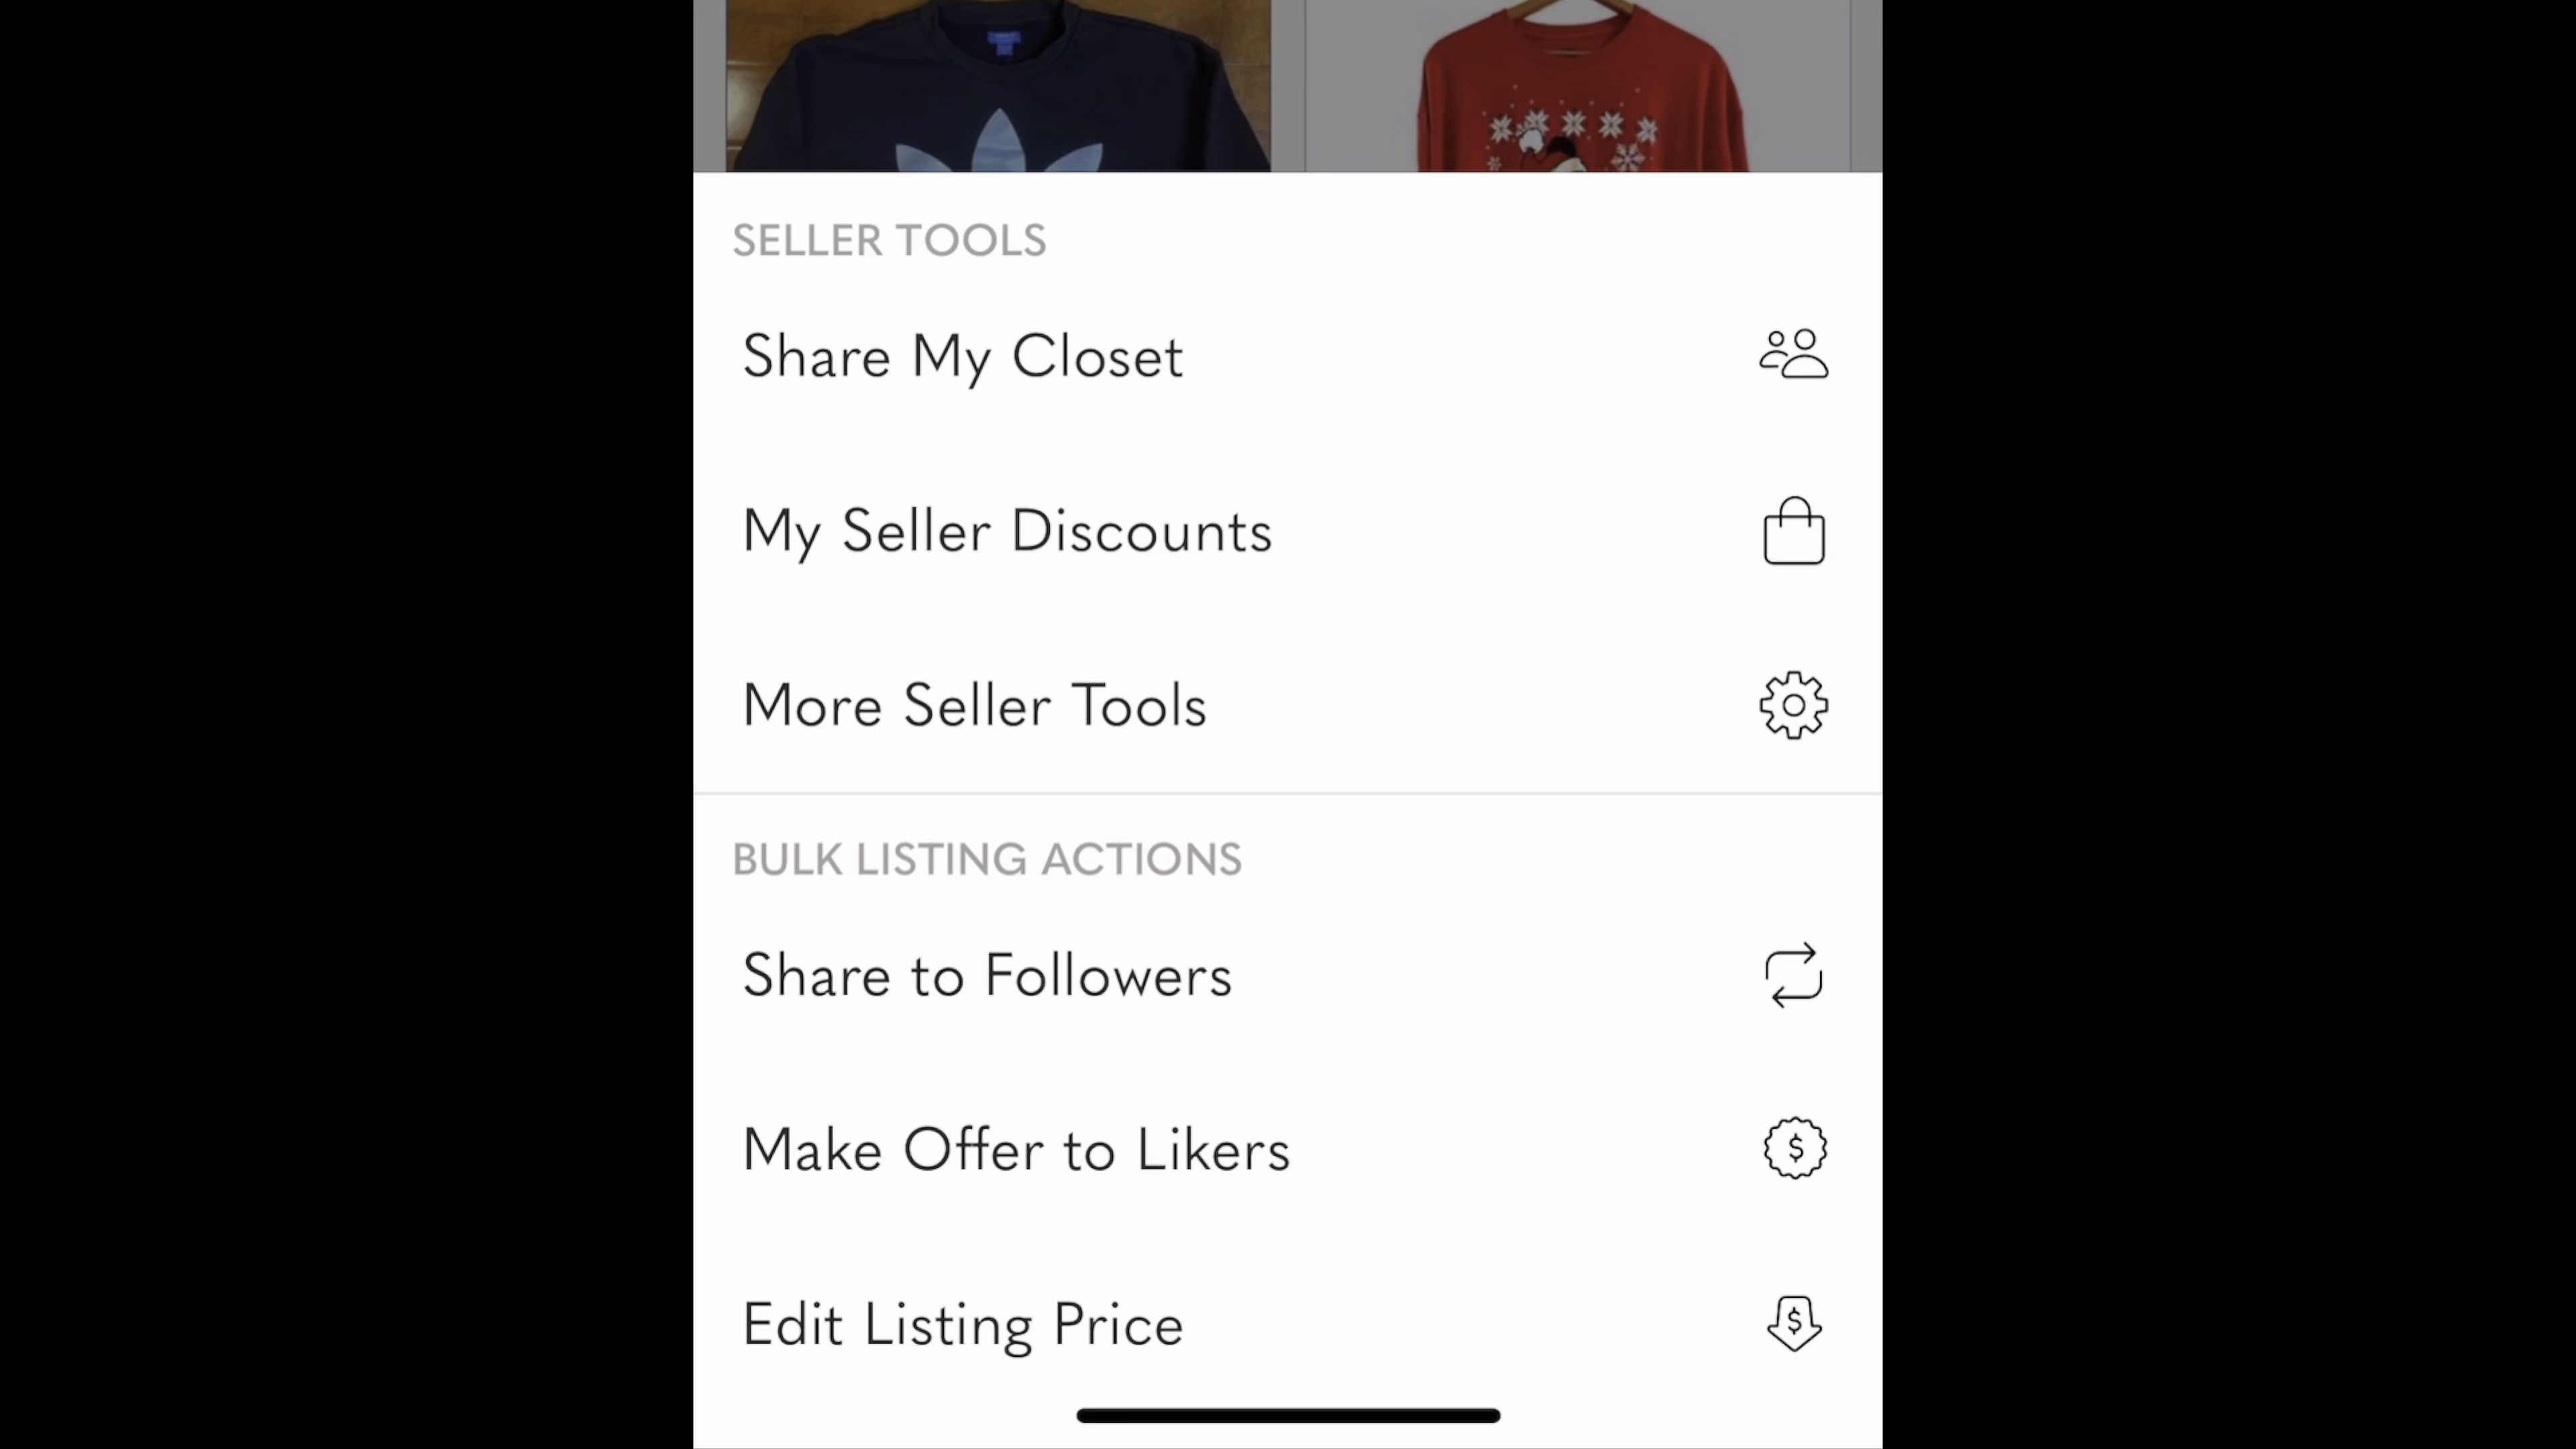 SELLER TOOLS
Share My Closet
My Seller Discounts
More Seller Tools
BULK LISTING ACTIONS
Share to Followers
$
Make Offer to Likers
$
Edit Listing Price